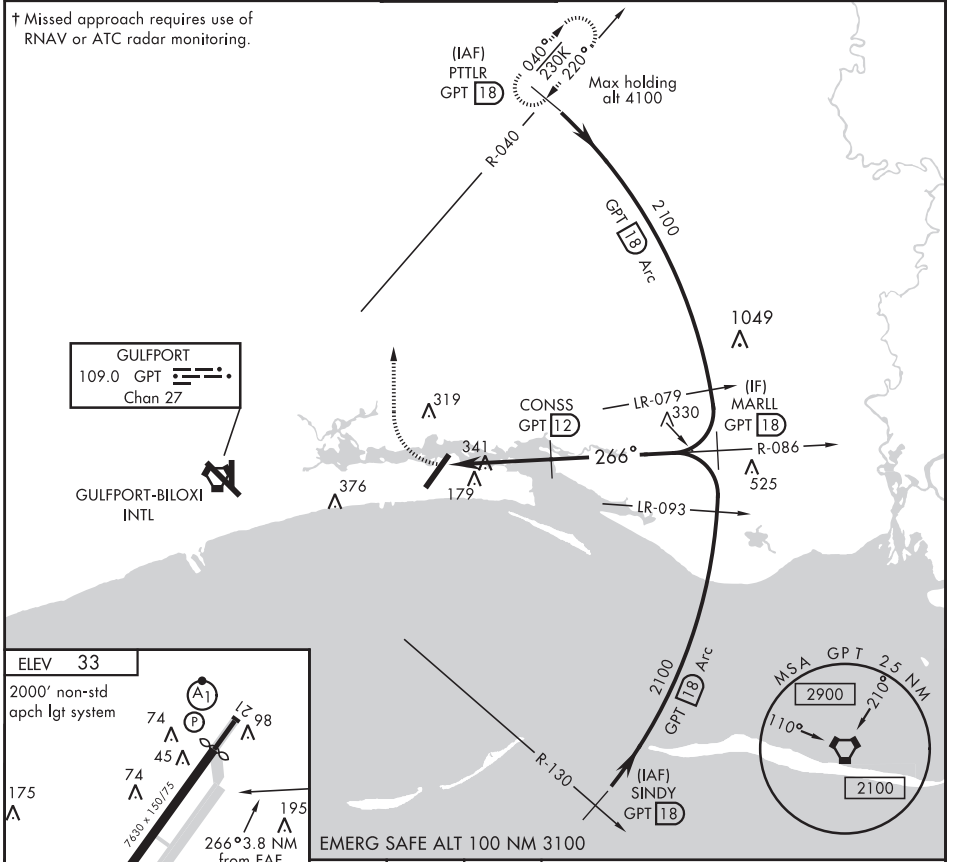 † Missed approach requires use of
RNAV or ATC radar monitoring.
(IAF)
PTTLR
GPT 18
040°
230K
220°
Max holding
alt 4100
R-040
2100
GPT 18 Arc
1049
GULFPORT
109.0 GPT
Chan 27
319
CONSS
GPT 12
LR-079
330
(IF)
MARLL
GPT 18
R-086
341
266°
525
179
376
GULFPORT-BILOXI
INTL
LR-093
2100
GPT 18 Arc
R-130
(IAF)
SINDY
GPT 18
MSA GPT 25 NM
2900
210°
110°
2100
ELEV 33
2000' non-std
apch lgt system
A1
P
21
74
98
45
74
175
7630 x 150/75
195
266° 3.8 NM
from FAF
EMERG SAFE ALT 100 NM 3100